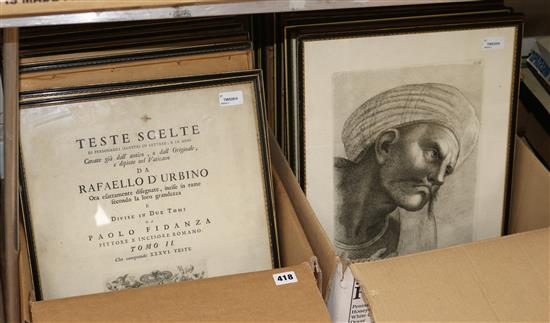 TESTE SCELTE
DI PERSONAGGI ILLUSTRI IN LETTERE, E IN ARMI
Cavate già dall' antico, o dall' Originale,
e dipinte nel Vaticano
DA
RAFAELLO D'URBINO
Ora esattamente disegnate, incise in rame
secondo la loro grandezza
E
DIVISE IN DUE TOMI
DA
PAOLO FIDANZA
PITTORE E INCISORE ROMANO.
TOMO II.
Che comprende XXXVI. TESTE
418
White